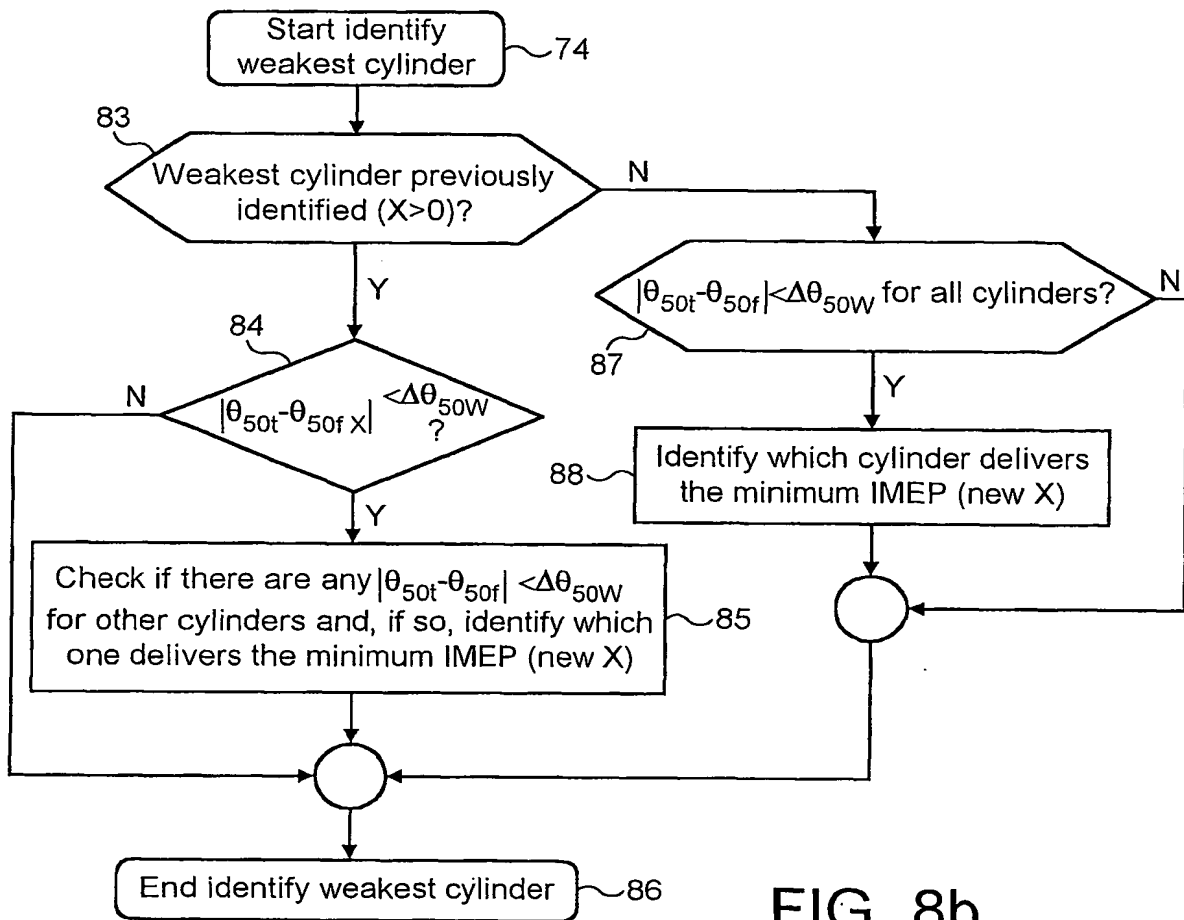 Start identify
weakest cylinder
74
83
Weakest cylinder previously
identified (X>0)?
N
Y
|θ50t-θ50f|<Δθ50W for all cylinders?
N
87
Y
84
N
|θ50t-θ50f X| <Δθ50W
?
Y
88
Identify which cylinder delivers
the minimum IMEP (new X)
Check if there are any |θ50t-θ50f| <Δθ50W
for other cylinders and, if so, identify which
one delivers the minimum IMEP (new X)
85
End identify weakest cylinder
86
FIG. 8b